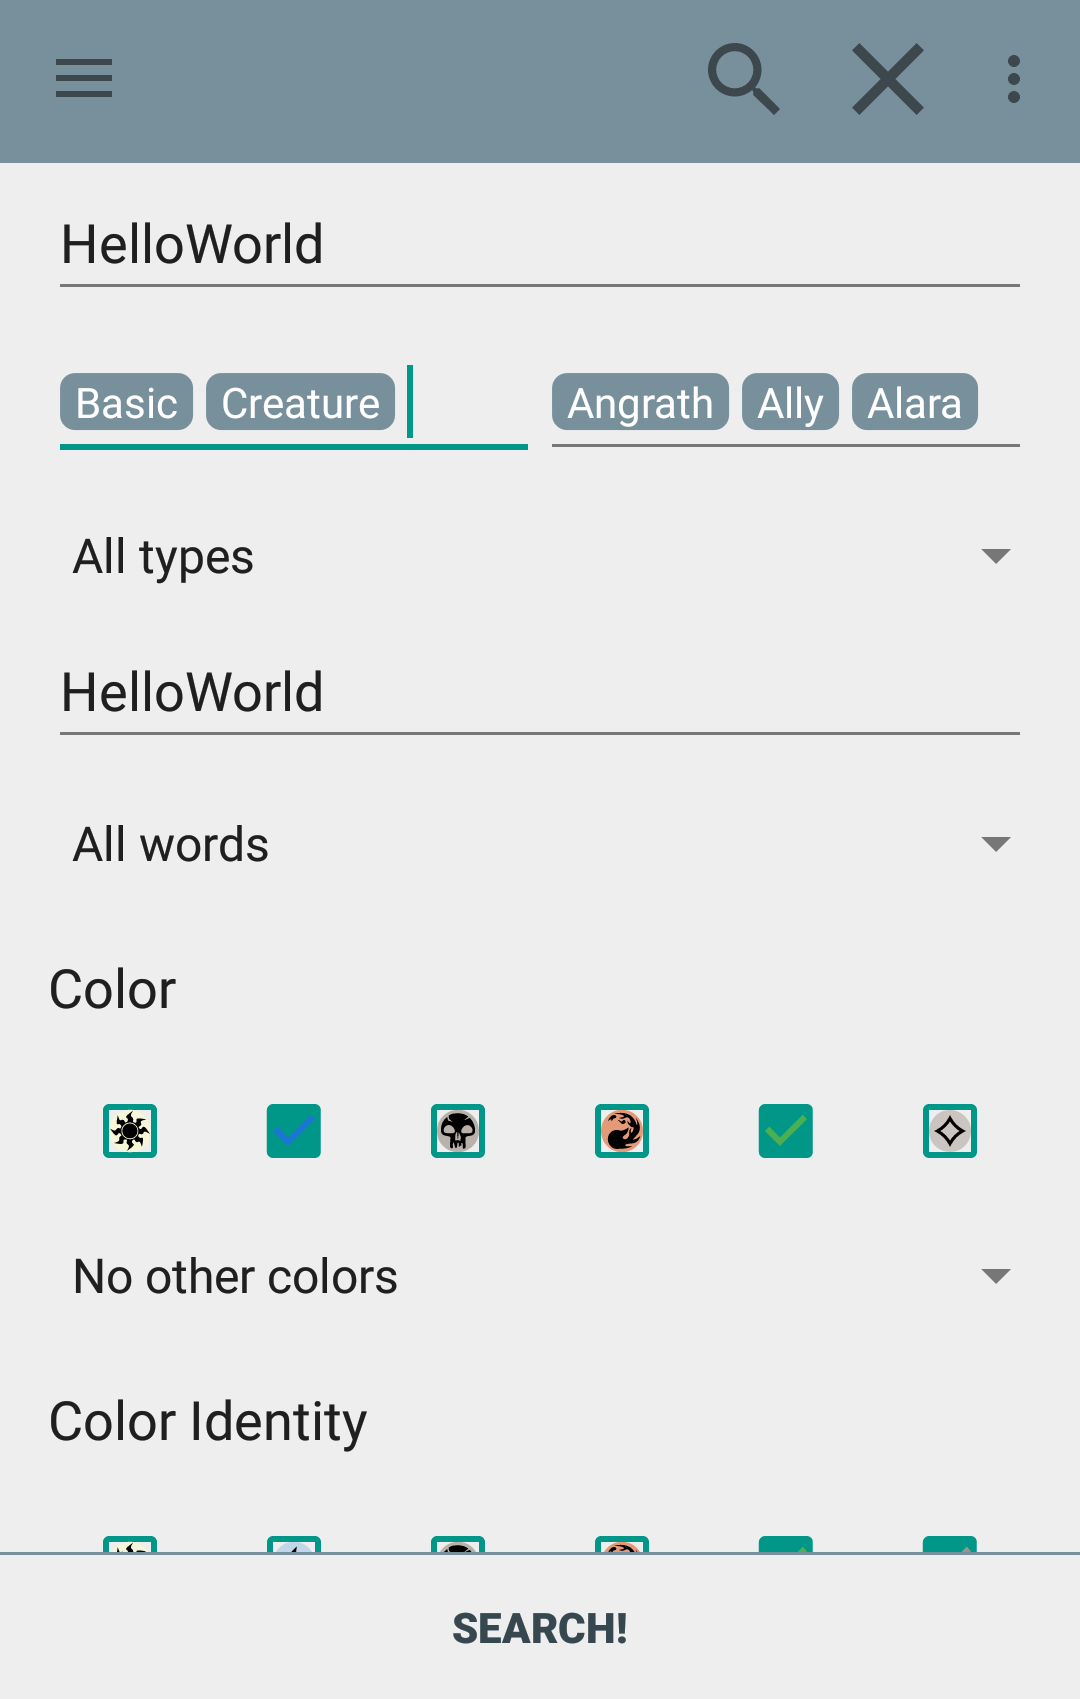 HelloWorld
Basic Creature Angrath Ally Alara
All types
HelloWorld
All words
Color
No other colors
Color Identity
SEARCH!